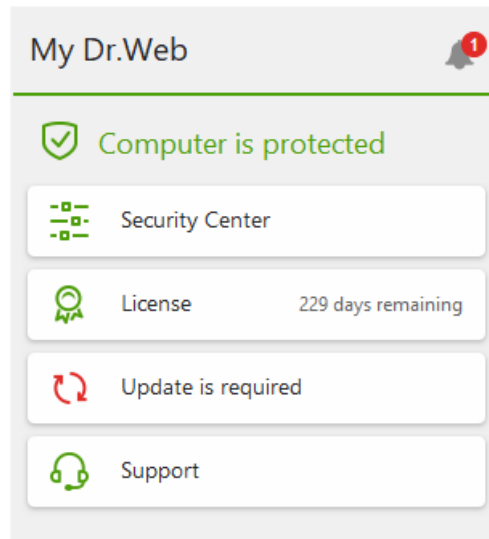 My Dr.Web
1
Computer is protected
Security Center
License 229 days remaining
Update is required
Support